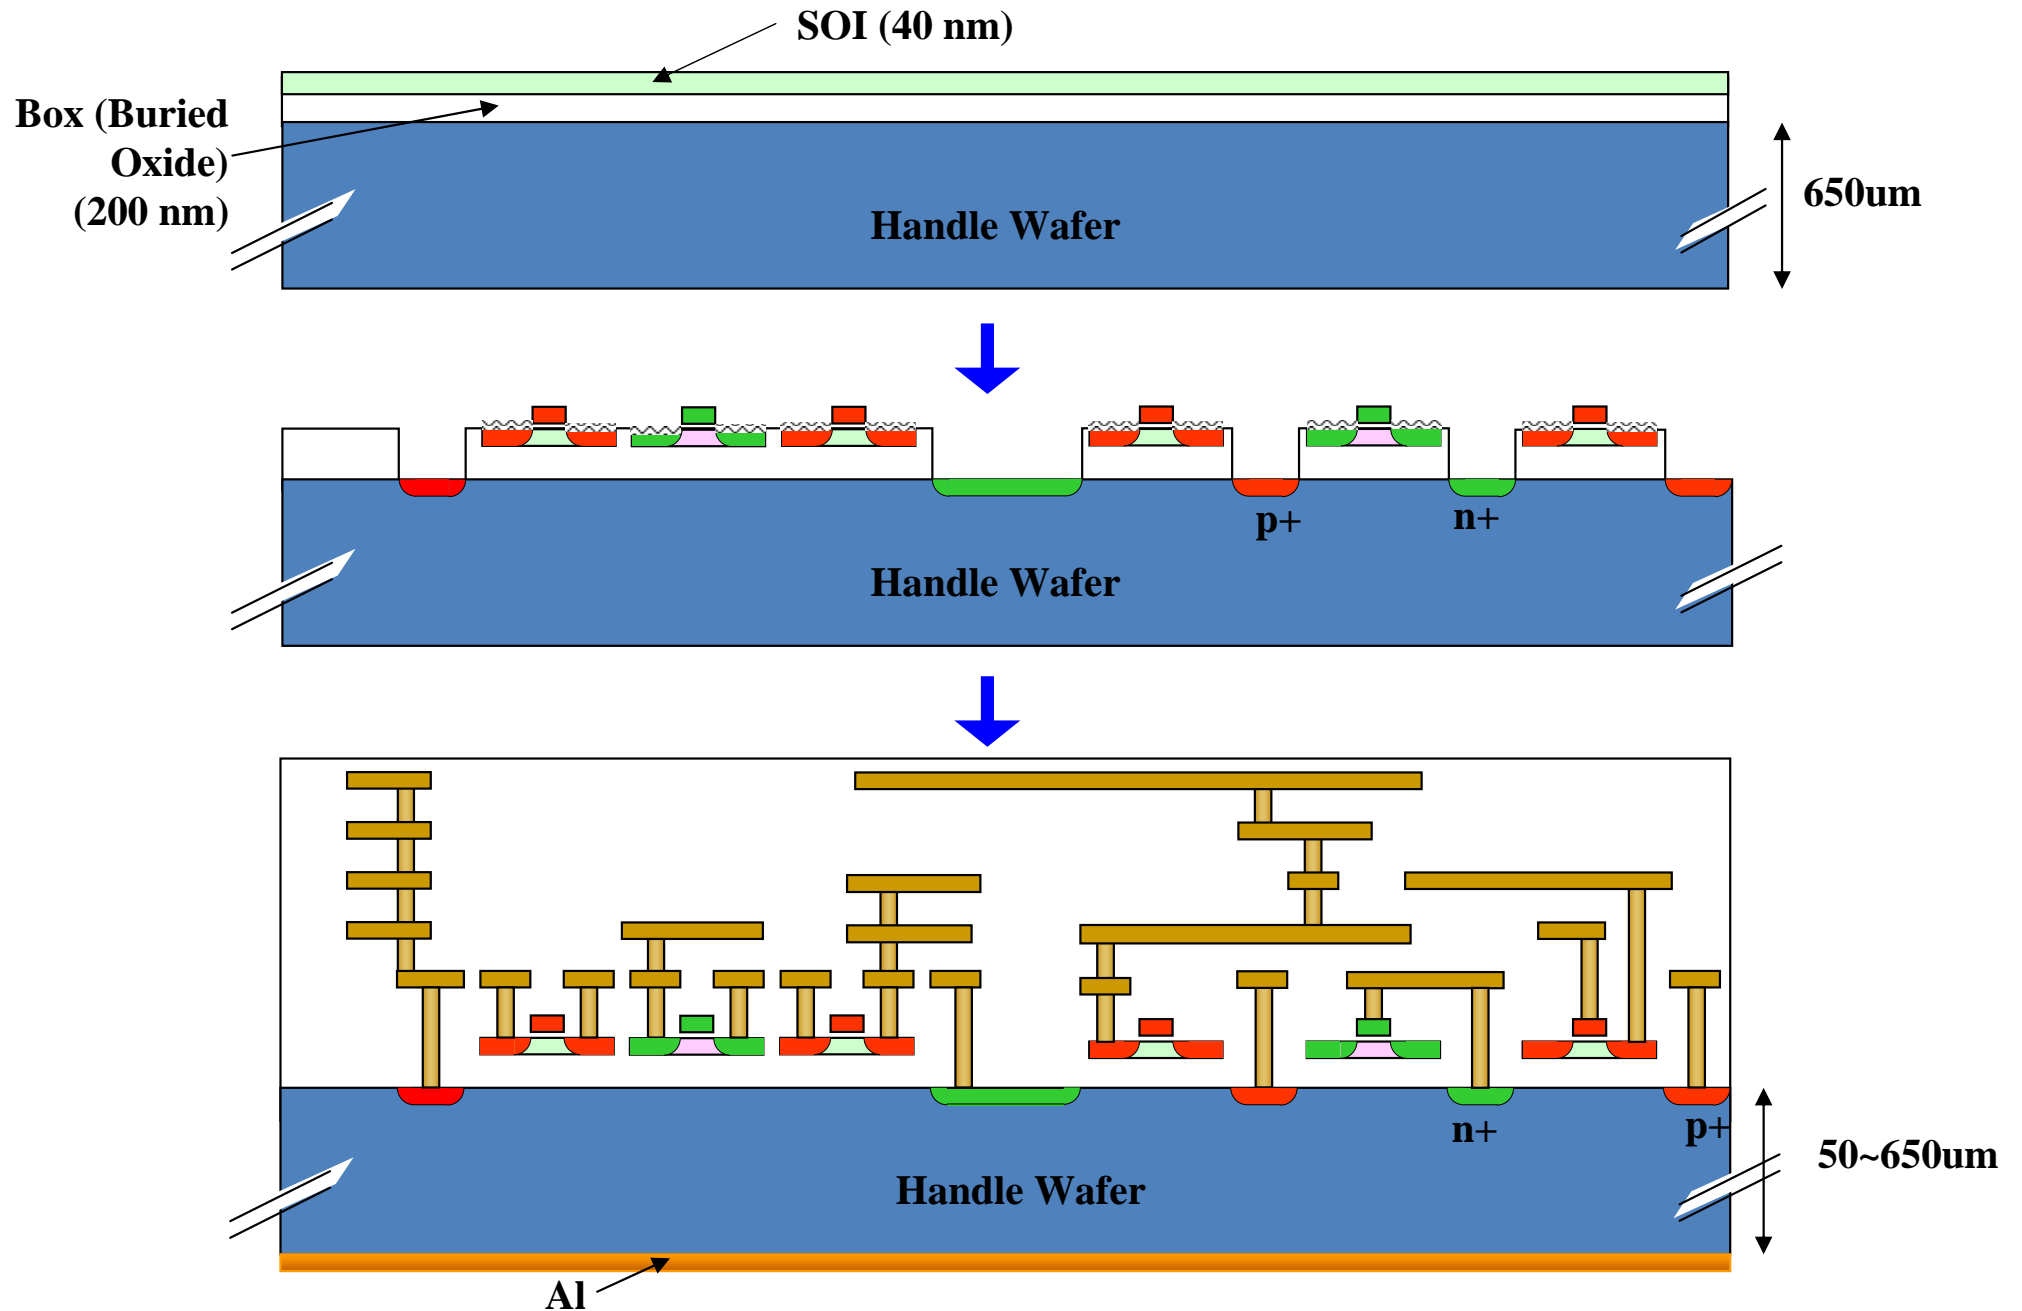 SOI (40 nm)
Box (Buried
Oxide)
(200 nm)
650um
Handle Wafer
p+
n+
Handle Wafer
n+
p+
50~650um
Handle Wafer
Al